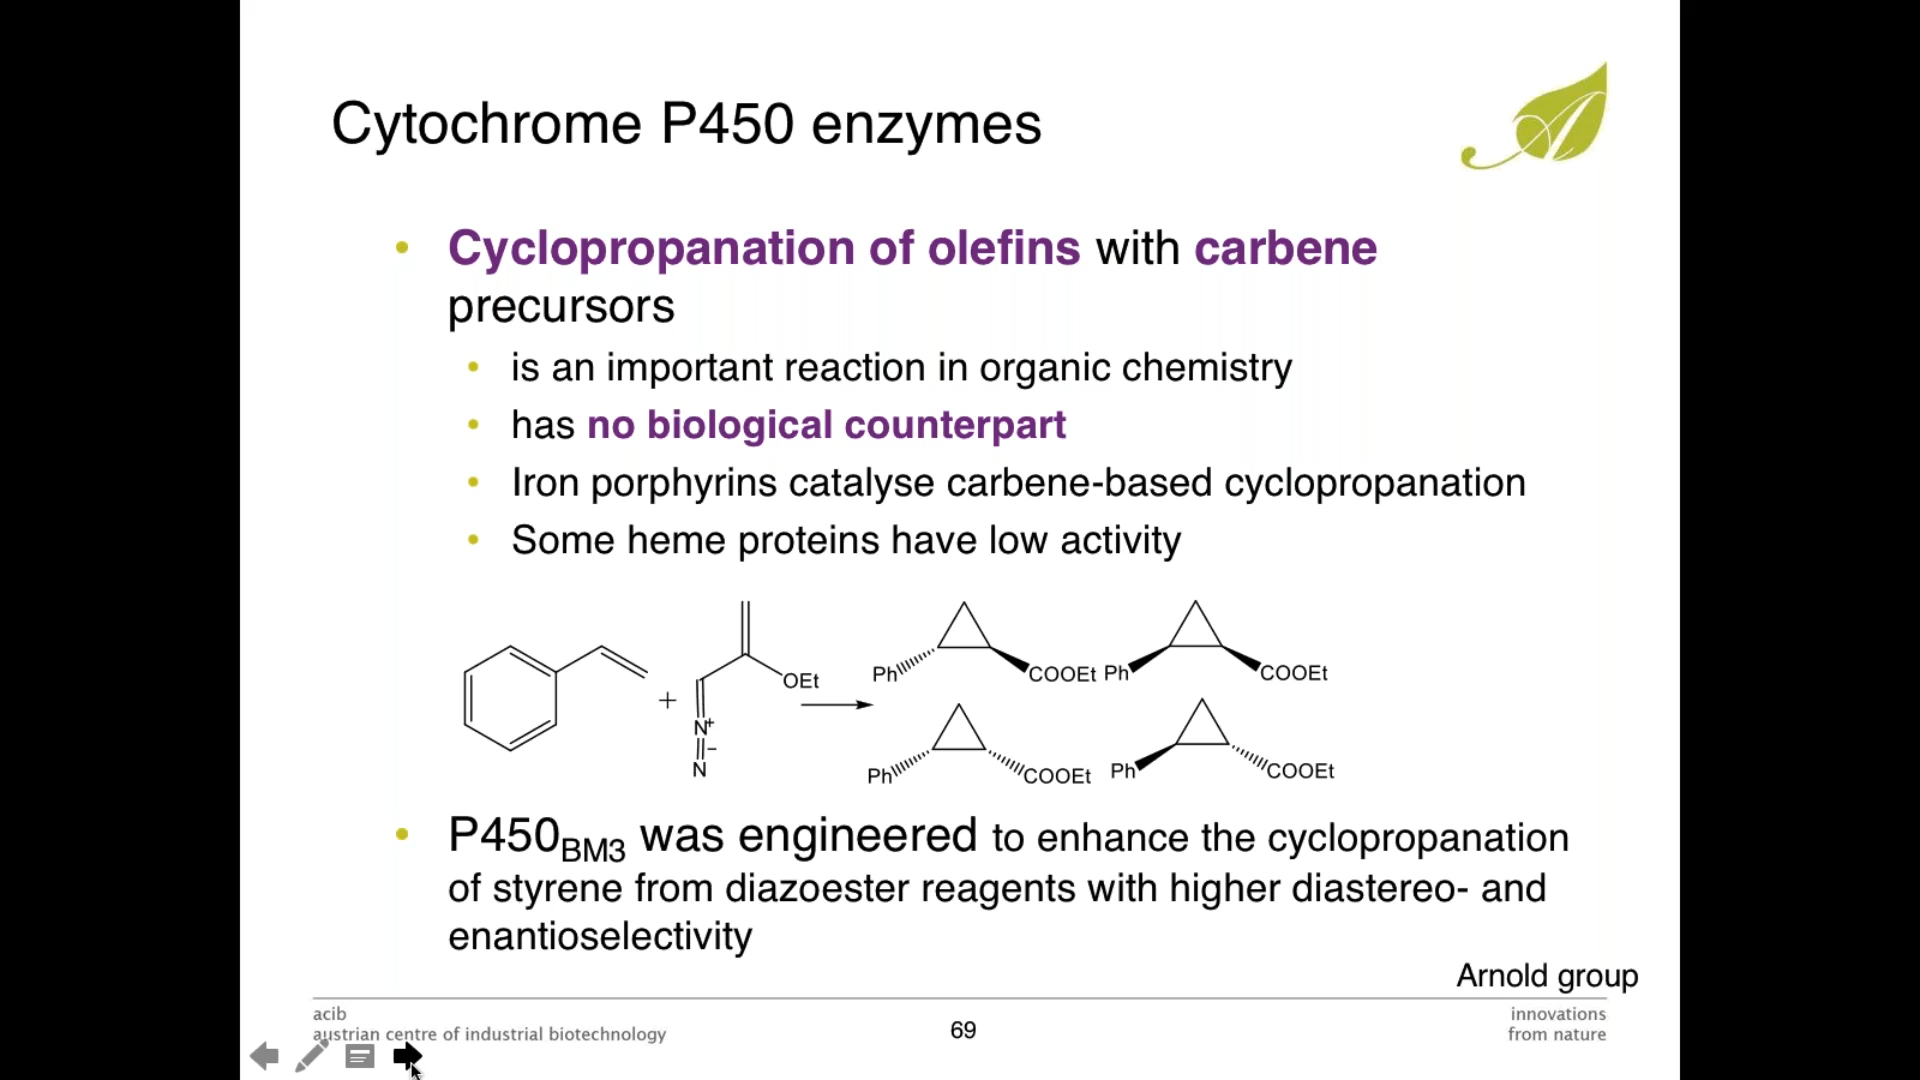 Cytochrome P450 enzymes
• Cyclopropanation of olefins with carbene
precursors
• is an important reaction in organic chemistry
• has no biological counterpart
• Iron porphyrins catalyse carbene-based cyclopropanation
• Some heme proteins have low activity
+ OEt N+ = − N
Ph COOEt Ph COOEt
Ph COOEt Ph COOEt
• P450BM3 was engineered to enhance the cyclopropanation
of styrene from diazoester reagents with higher diastereo- and
enantioselectivity
Arnold group
acib
austrian centre of industrial biotechnology
69
innovations
from nature